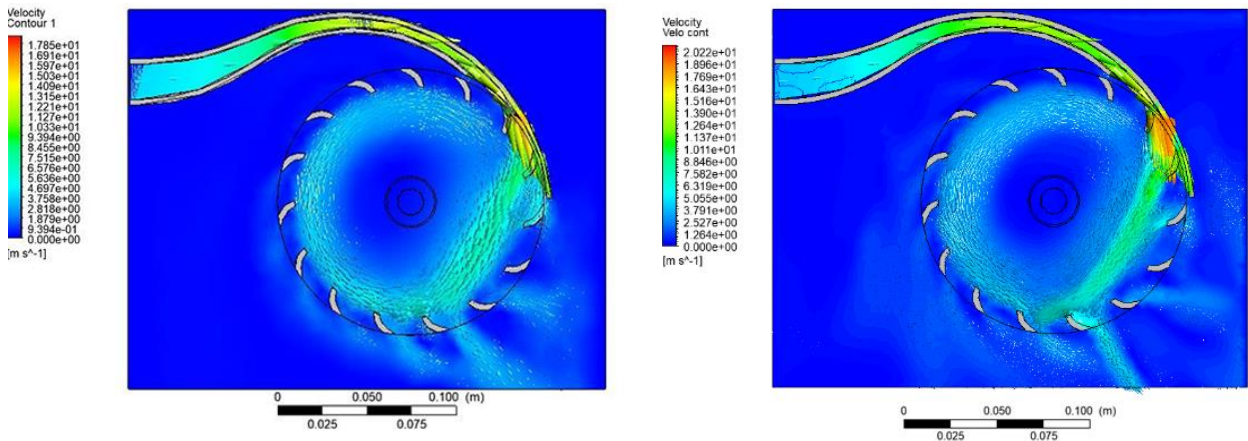 Velocity
Contour 1
1.785e+01
1.691e+01
1.597e+01
1.503e+01
1.409e+01
1.315e+01
1.221e+01
1.127e+01
1.033e+01
9.394e+00
8.455e+00
7.515e+00
6.576e+00
5.636e+00
4.697e+00
3.758e+00
2.818e+00
1.879e+00
9.394e-01
0.000e+00
[m s^-1]
0 0.050 0.100 (m)
0.025 0.075
Velocity
Velo cont
2.022e+01
1.896e+01
1.769e+01
1.643e+01
1.516e+01
1.390e+01
1.264e+01
1.137e+01
1.011e+01
8.846e+00
7.582e+00
6.319e+00
5.055e+00
3.791e+00
2.527e+00
1.264e+00
0.000e+00
[m s^-1]
0 0.050 0.100 (m)
0.025 0.075